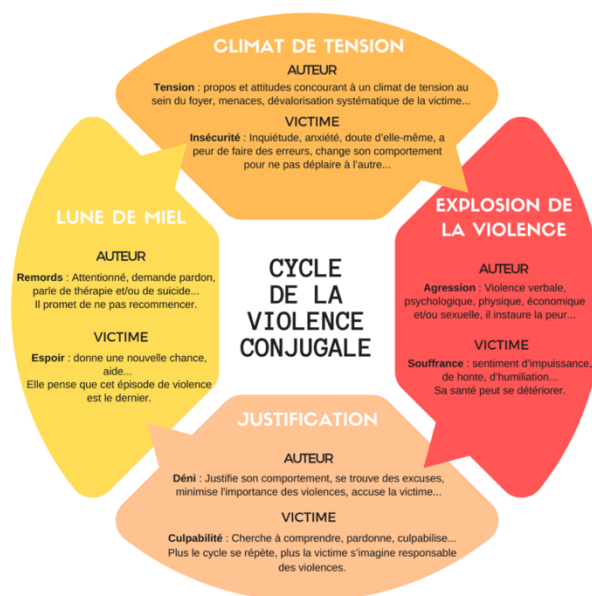 CLIMAT DE TENSION
AUTEUR
Tension : propos et attitudes concourant à un climat de tension au
sein du foyer, menaces, dévalorisation systématique de la victime...
VICTIME
Insécurité : Inquiétude, anxiété, doute d'elle-même, a
peur de faire des erreurs, change son comportement
pour ne pas déplaire à l'autre...
EXPLOSION DE
LA VIOLENCE
AUTEUR
Agression : Violence verbale,
psychologique, physique, économique
et/ou sexuelle, il instaure la peur...
VICTIME
Souffrance : sentiment d'impuissance,
de honte, d'humiliation...
Sa santé peut se détériorer.
JUSTIFICATION
AUTEUR
Déni : Justifie son comportement, se trouve des excuses,
minimise l'importance des violences, accuse la victime...
VICTIME
Culpabilité : Cherche à comprendre, pardonne, culpabilise...
Plus le cycle se répète, plus la victime s'imagine responsable
des violences.
LUNE DE MIEL
AUTEUR
Remords : Attentionné, demande pardon,
parle de thérapie et/ou de suicide...
Il promet de ne pas recommencer.
VICTIME
Espoir : donne une nouvelle chance,
aide...
Elle pense que cet épisode de violence
est le dernier.
CYCLE
DE LA
VIOLENCE
CONJUGALE